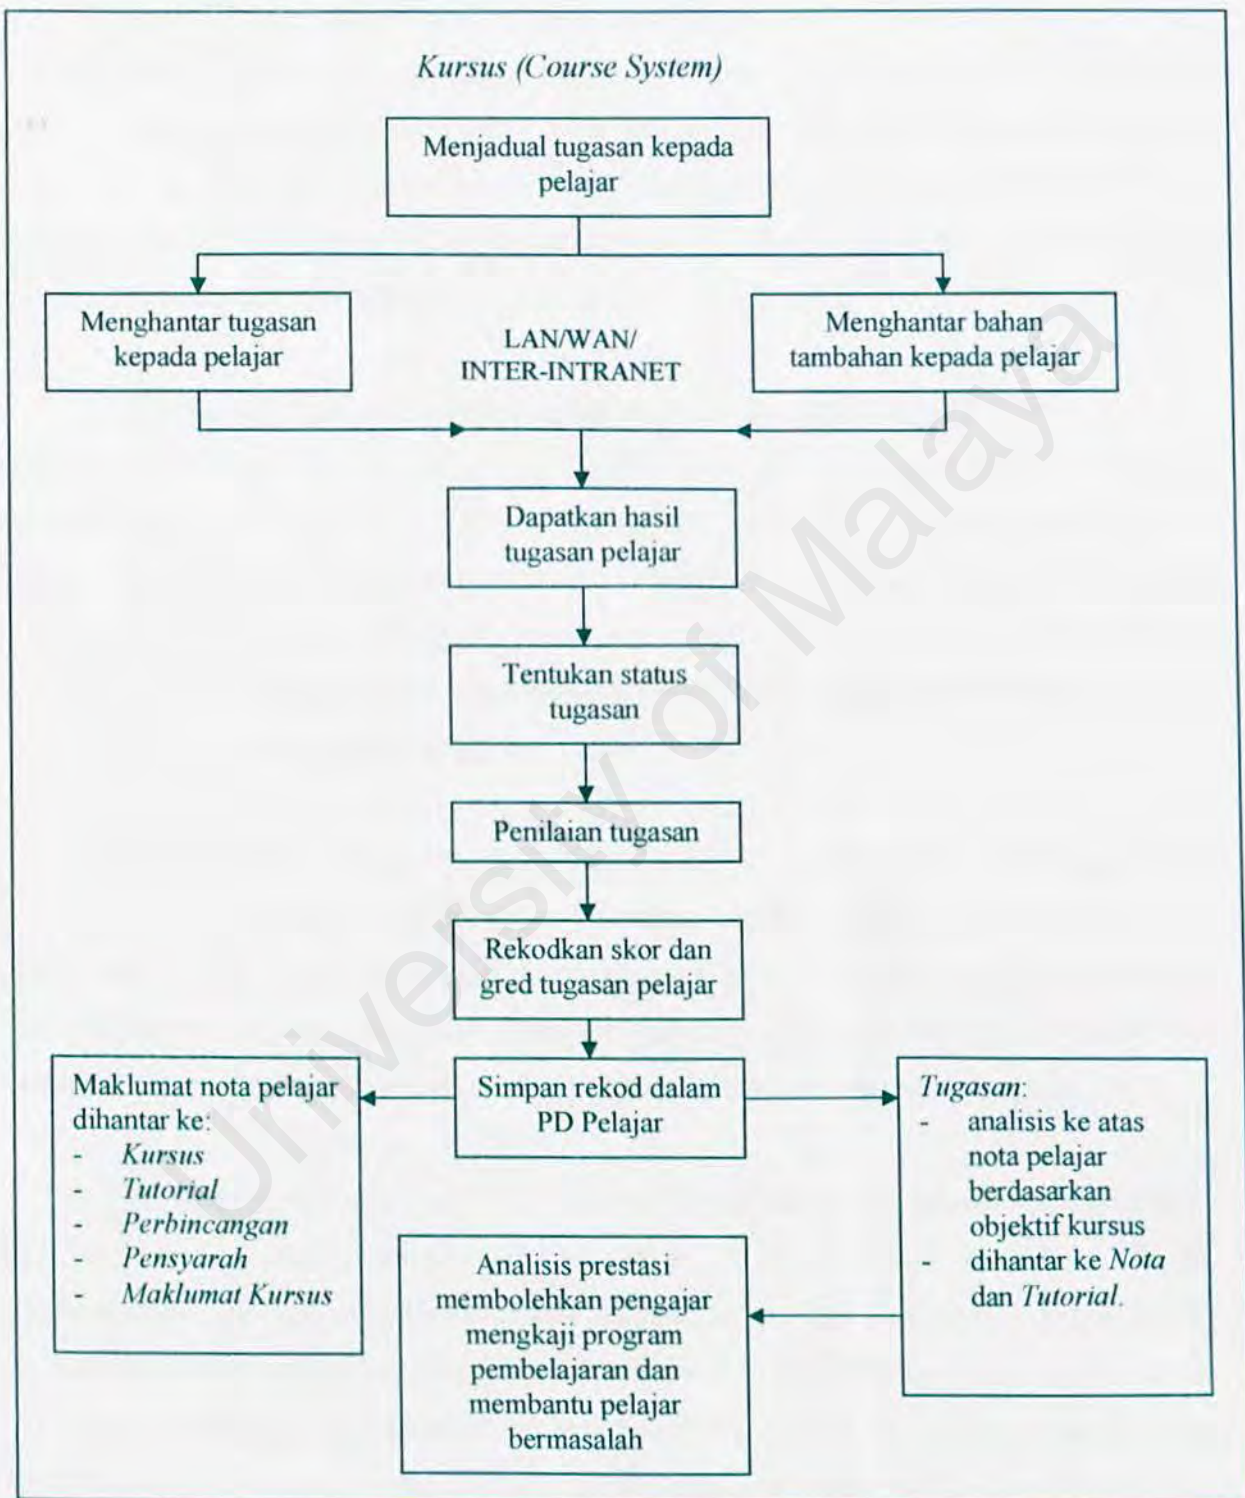 Kursus (Course System)
Menjadual tugasan kepada
pelajar
Menghantar tugasan
kepada pelajar
LAN/WAN/
INTER-INTRANET
Menghantar bahan
tambahan kepada pelajar
Dapatkan hasil
tugasan pelajar
Tentukan status
tugasan
Penilaian tugasan
Rekodkan skor dan
gred tugasan pelajar
Simpan rekod dalam
PD Pelajar
Maklumat nota pelajar
dihantar ke:
- Kursus
- Tutorial
- Perbincangan
- Pensyarah
- Maklumat Kursus
Tugasan:
- analisis ke atas
nota pelajar
berdasarkan
objektif kursus
- dihantar ke Nota
dan Tutorial.
Analisis prestasi
membolehkan pengajar
mengkaji program
pembelajaran dan
membantu pelajar
bermasalah
University of Malaya